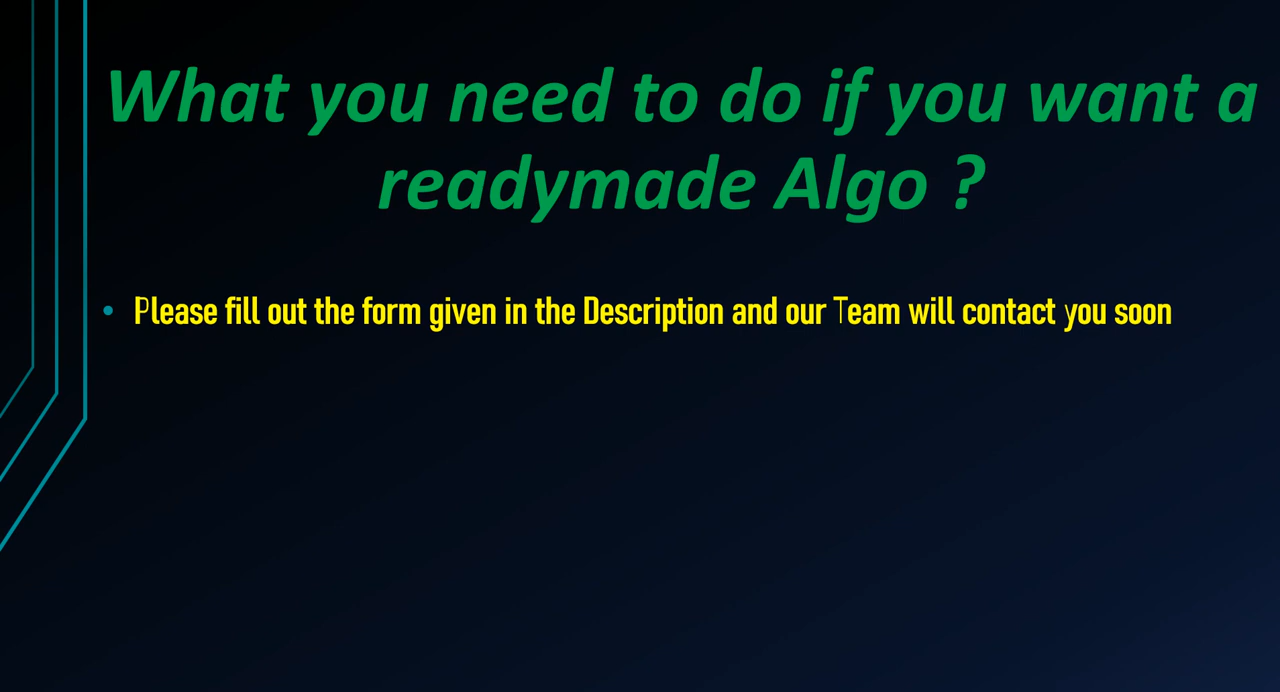 What you need to do if you want a
readymade Algo ?
• Please fill out the form given in the Description and our Team will contact you soon